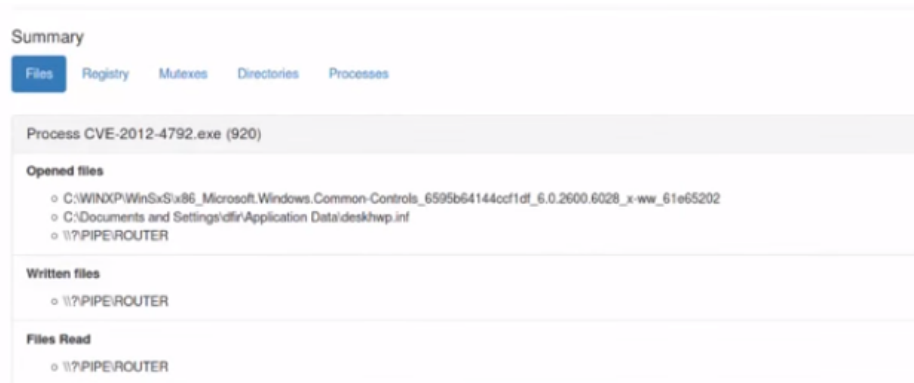 Summary
Files Registry Mutexes Directories Processes
Process CVE-2012-4792.exe (920)
Opened files
C:\WINXP\WinSxS\x86_Microsoft.Windows.Common-Controls_6595b64144ccf1df_6.0.2600.6028_x-ww_61e65202
C:\Documents and Settings\dfir\Application Data\deskhwp.inf
\\?\PIPE\ROUTER
Written files
\\?\PIPE\ROUTER
Files Read
\\?\PIPE\ROUTER